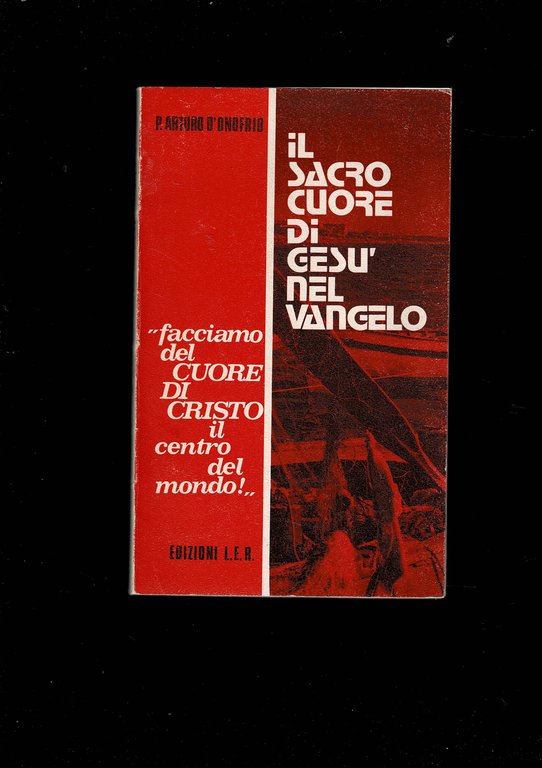 P. ARTURO D'ONOFRIO
iL
SACRO
CUORE
Di
GESU'
NEL
VANGELO
"facciamo
del
CUORE
DI
CRISTO
il
centro
del
mondo!„
EDIZIONI L.E.R.